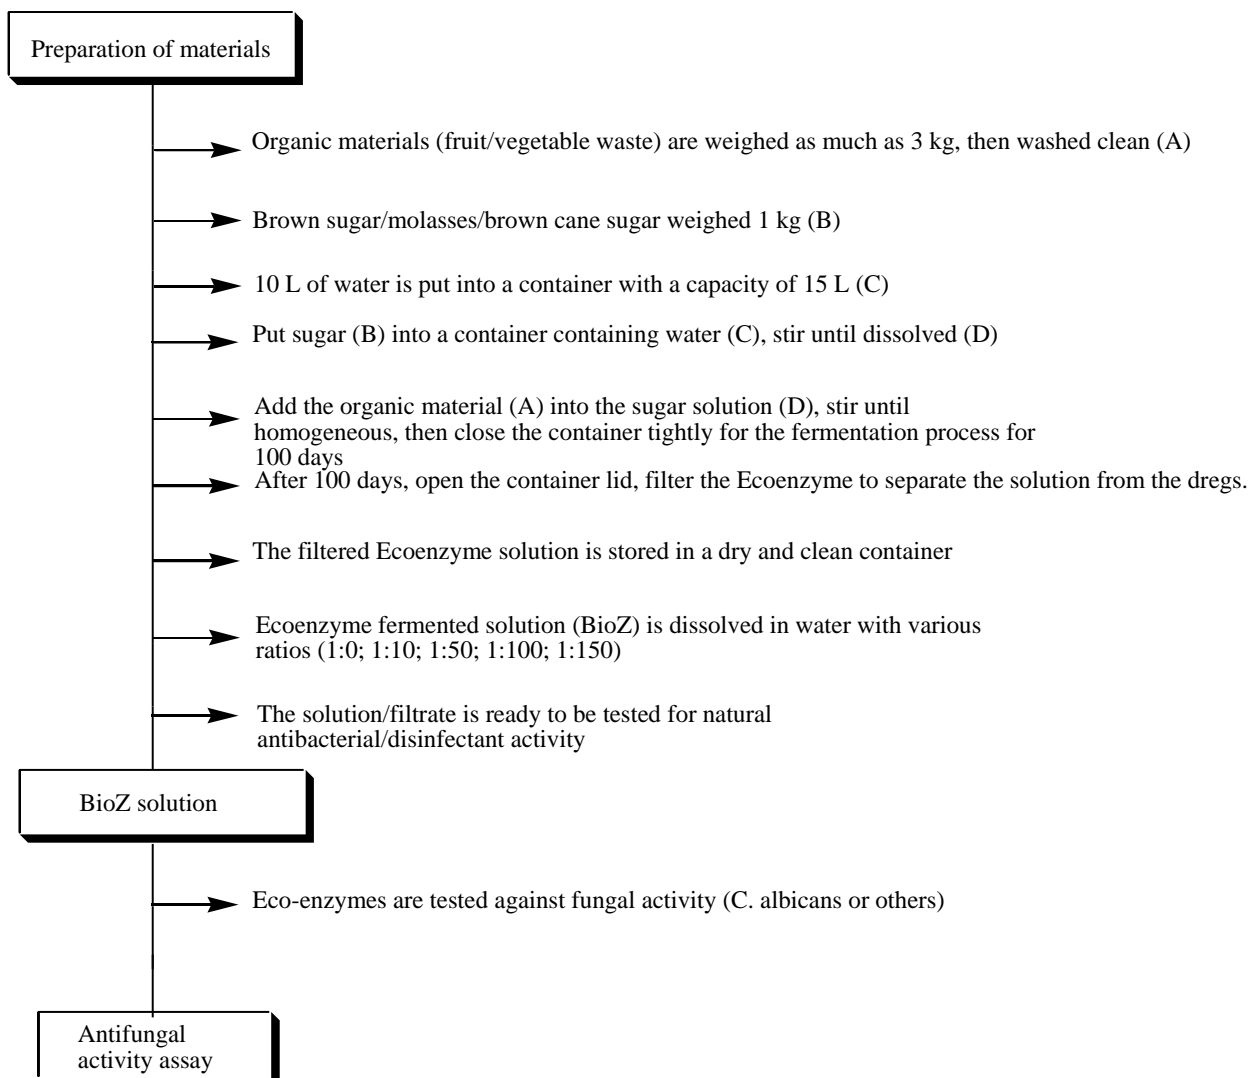 Preparation of materials
Organic materials (fruit/vegetable waste) are weighed as much as 3 kg, then washed clean (A)
Brown sugar/molasses/brown cane sugar weighed 1 kg (B)
10 L of water is put into a container with a capacity of 15 L (C)
Put sugar (B) into a container containing water (C), stir until dissolved (D)
Add the organic material (A) into the sugar solution (D), stir until
homogeneous, then close the container tightly for the fermentation process for
100 days
After 100 days, open the container lid, filter the Ecoenzyme to separate the solution from the dregs.
The filtered Ecoenzyme solution is stored in a dry and clean container
Ecoenzyme fermented solution (BioZ) is dissolved in water with various
ratios (1:0; 1:10; 1:50; 1:100; 1:150)
The solution/filtrate is ready to be tested for natural
antibacterial/disinfectant activity
BioZ solution
Eco-enzymes are tested against fungal activity (C. albicans or others)
Antifungal
activity assay